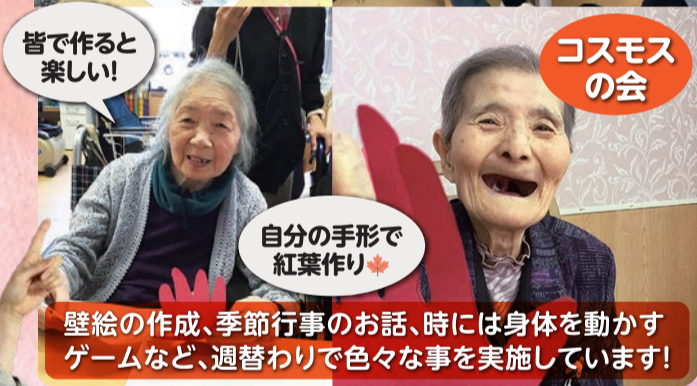 皆で作ると
楽しい!
コスモス
の会
自分の手形で
紅葉作り🍁
壁絵の作成、季節行事のお話、時には身体を動かす
ゲームなど、週替わりで色々な事を実施しています!